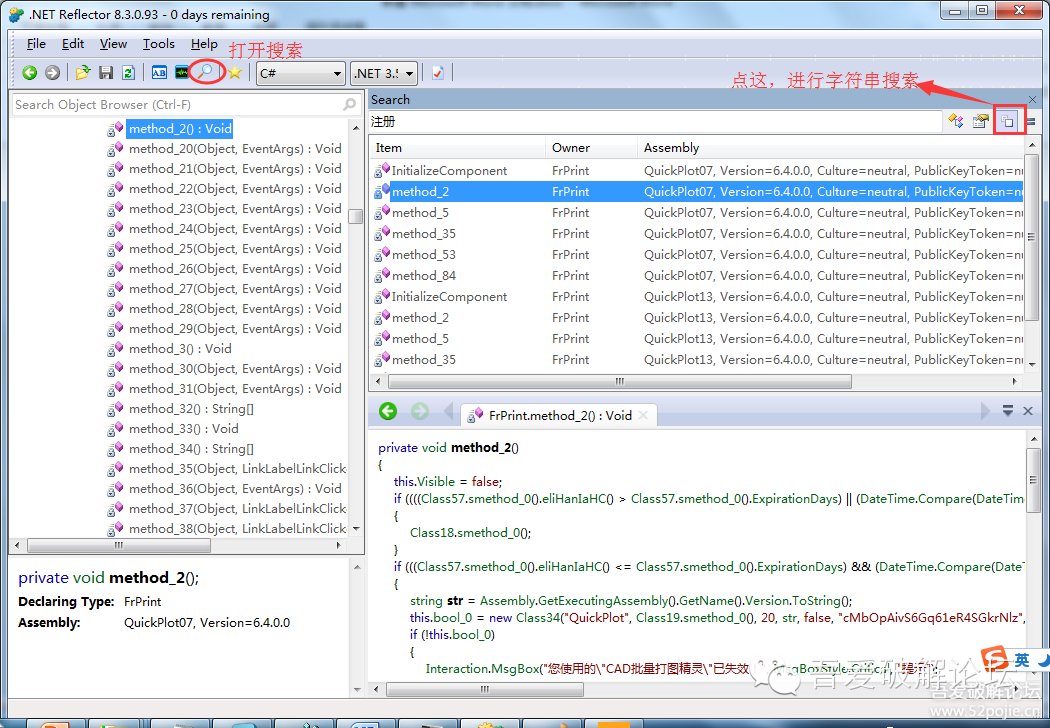 .NET Reflector 8.3.0.93 - 0 days remaining
File Edit View Tools Help
打开搜索
AB
C#
.NET 3.5
点这，进行字符串搜索
Search Object Browser (Ctrl-F)
method_2() : Void
method_20(Object, EventArgs) : Void
method_21(Object, EventArgs) : Void
method_22(Object, EventArgs) : Void
method_23(Object, EventArgs) : Void
method_24(Object, EventArgs) : Void
method_25(Object, EventArgs) : Void
method_26(Object, EventArgs) : Void
method_27(Object, EventArgs) : Void
method_28(Object, EventArgs) : Void
method_29(Object, EventArgs) : Void
method_3() : Void
method_30(Object, EventArgs) : Void
method_31(Object, EventArgs) : Void
method_32() : String[]
method_33() : Void
method_34() : String[]
method_35(Object, LinkLabelLinkClick
method_36(Object, EventArgs) : Void
method_37(Object, LinkLabelLinkClick
method_38(Object, LinkLabelLinkClick
private void method_2();
Declaring Type: FrPrint
Assembly: QuickPlot07, Version=6.4.0.0
Search
注册
Item Owner Assembly
InitializeComponent FrPrint QuickPlot07, Version=6.4.0.0, Culture=neutral, PublicKeyToken=nu
method_2 FrPrint QuickPlot07, Version=6.4.0.0, Culture=neutral, PublicKeyToken=nu
method_5 FrPrint QuickPlot07, Version=6.4.0.0, Culture=neutral, PublicKeyToken=nu
method_35 FrPrint QuickPlot07, Version=6.4.0.0, Culture=neutral, PublicKeyToken=nu
method_53 FrPrint QuickPlot07, Version=6.4.0.0, Culture=neutral, PublicKeyToken=nu
method_84 FrPrint QuickPlot07, Version=6.4.0.0, Culture=neutral, PublicKeyToken=nu
InitializeComponent FrPrint QuickPlot13, Version=6.4.0.0, Culture=neutral, PublicKeyToken=nu
method_2 FrPrint QuickPlot13, Version=6.4.0.0, Culture=neutral, PublicKeyToken=nu
method_5 FrPrint QuickPlot13, Version=6.4.0.0, Culture=neutral, PublicKeyToken=nu
method_35 FrPrint QuickPlot13, Version=6.4.0.0, Culture=neutral, PublicKeyToken=nu
FrPrint.method_2() : Void
private void method_2()
{
this.Visible = false;
if ((((Class57.smethod_0().eliHanIaHC() > Class57.smethod_0().ExpirationDays) || (DateTime.Compare(DateTim
{
Class18.smethod_0();
}
if (((Class57.smethod_0().eliHanIaHC() <= Class57.smethod_0().ExpirationDays) && (DateTime.Compare(DateT
{
string str = Assembly.GetExecutingAssembly().GetName().Version.ToString();
this.bool_0 = new Class34("QuickPlot", Class19.smethod_0(), 20, str, false, "cMbOpAivS6Gq61eR4SGkrNlz",
if (!this.bool_0)
{
Interaction.MsgBox("您使用的\"CAD批量打图精灵\"已失效
英
吾爱破解论坛
吾爱破解论坛
www.52pojie.cn